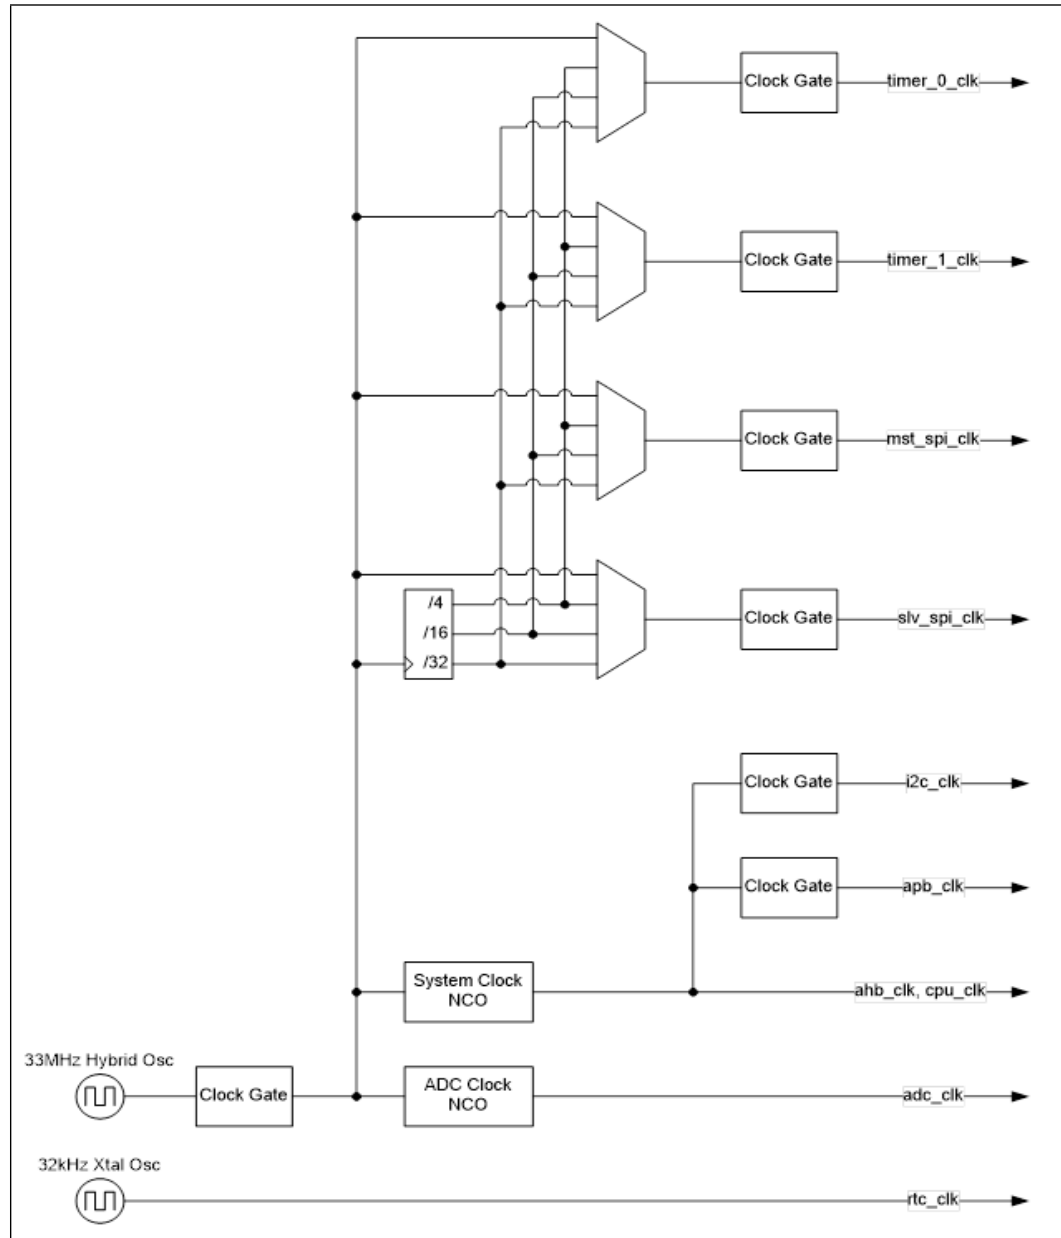 Clock Gate
timer_0_clk
Clock Gate
timer_1_clk
Clock Gate
mst_spi_clk
/4
/16
/32
Clock Gate
slv_spi_clk
Clock Gate
i2c_clk
Clock Gate
apb_clk
System Clock
NCO
ahb_clk, cpu_clk
33MHz Hybrid Osc
Clock Gate
ADC Clock
NCO
adc_clk
32kHz Xtal Osc
rtc_clk